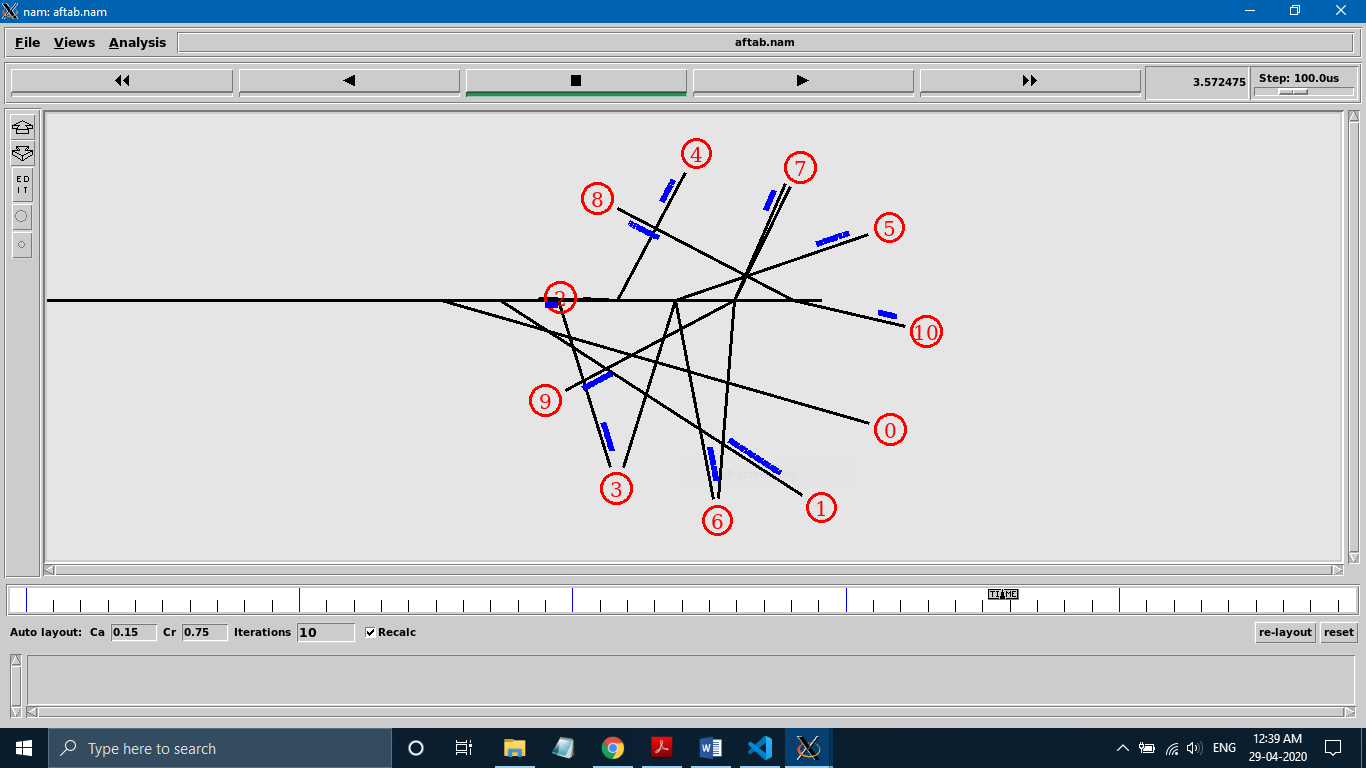 nam: aftab.nam
File Views Analysis aftab.nam
3.572475 Step: 100.0us
4
7
8
5
ED
IT
2
10
9
0
3
1
6
TIME
Auto layout: Ca 0.15 Cr 0.75 Iterations 10 Recalc re-layout reset
Type here to search
ENG
12:39 AM
29-04-2020